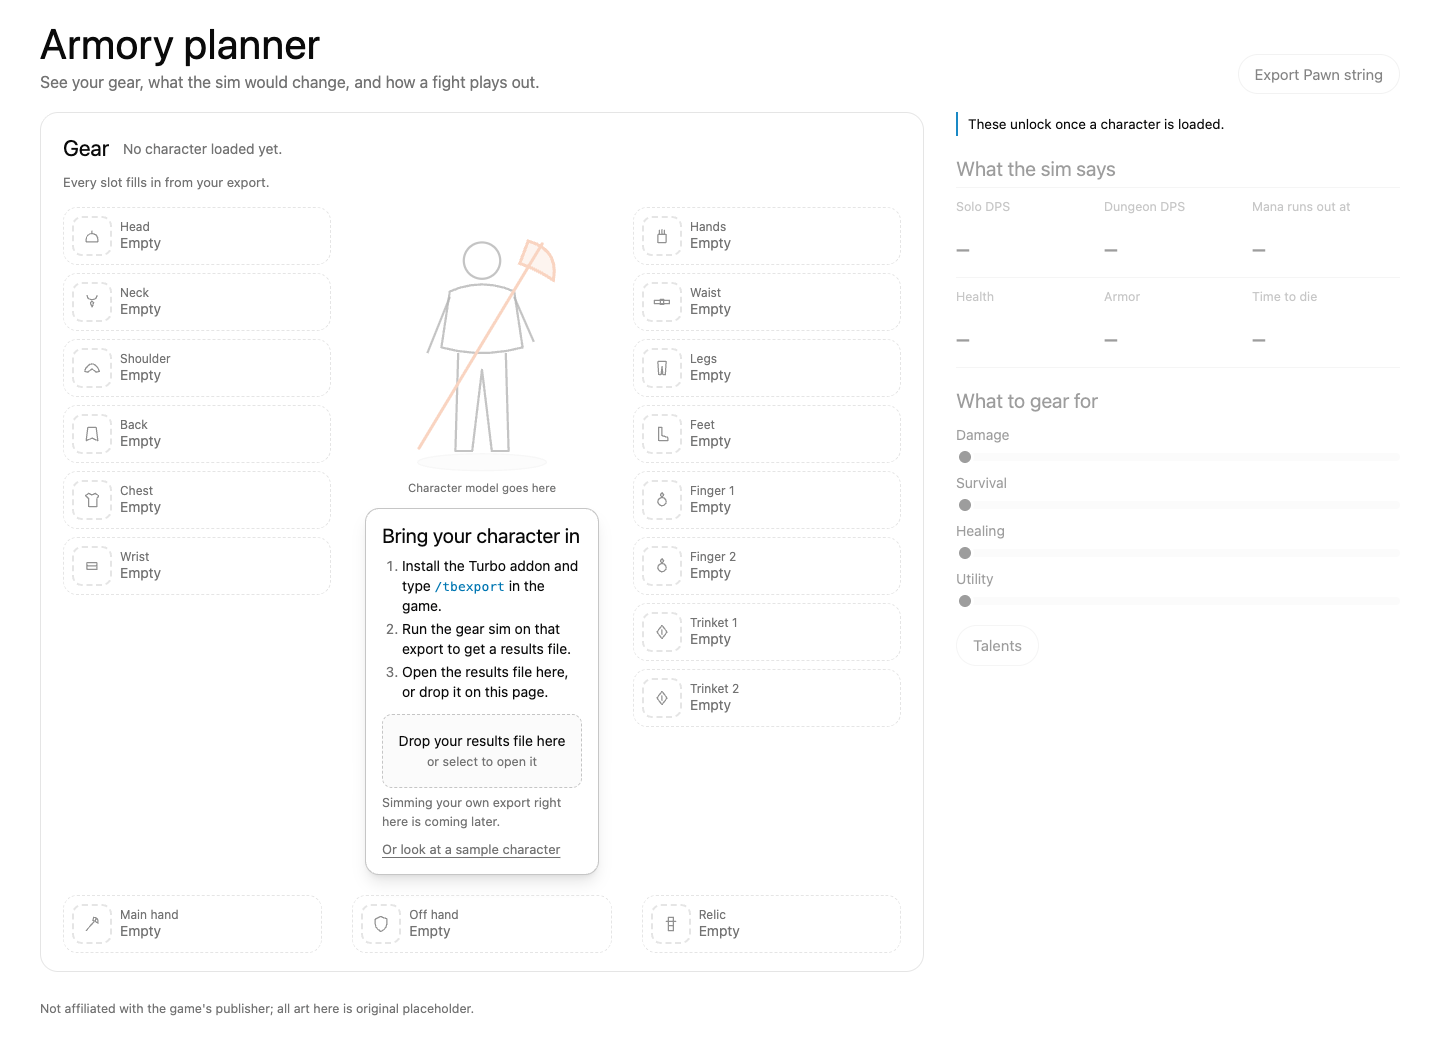 Armory planner
See your gear, what the sim would change, and how a fight plays out.
Export Pawn string
Gear
No character loaded yet.
Every slot fills in from your export.
Head
Empty
Neck
Empty
Shoulder
Empty
Back
Empty
Chest
Empty
Wrist
Empty
Character model goes here
Bring your character in
1. Install the Turbo addon and
type /tbexport in the
game.
2. Run the gear sim on that
export to get a results file.
3. Open the results file here,
or drop it on this page.
Drop your results file here
or select to open it
Simming your own export right
here is coming later.
Or look at a sample character
Hands
Empty
Waist
Empty
Legs
Empty
Feet
Empty
Finger 1
Empty
Finger 2
Empty
Trinket 1
Empty
Trinket 2
Empty
Main hand
Empty
Off hand
Empty
Relic
Empty
These unlock once a character is loaded.
What the sim says
Solo DPS
–
Dungeon DPS
–
Mana runs out at
–
Health
–
Armor
–
Time to die
–
What to gear for
Damage
Survival
Healing
Utility
Talents
Not affiliated with the game's publisher; all art here is original placeholder.